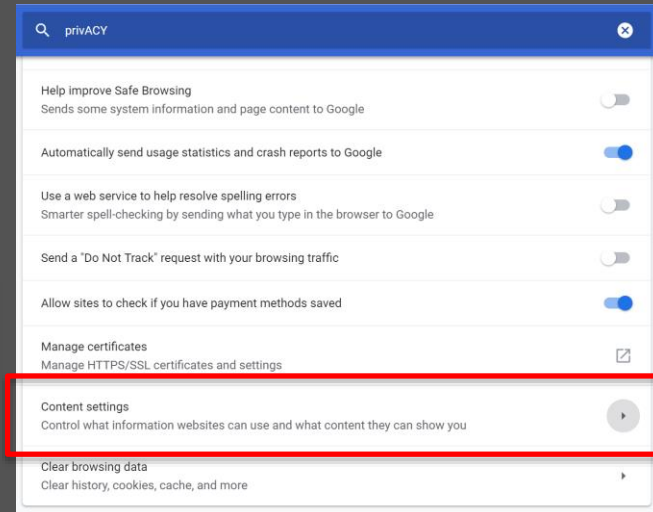 privACY
Help improve Safe Browsing
Sends some system information and page content to Google
Automatically send usage statistics and crash reports to Google
Use a web service to help resolve spelling errors
Smarter spell-checking by sending what you type in the browser to Google
Send a "Do Not Track" request with your browsing traffic
Allow sites to check if you have payment methods saved
Manage certificates
Manage HTTPS/SSL certificates and settings
Content settings
Control what information websites can use and what content they can show you
Clear browsing data
Clear history, cookies, cache, and more